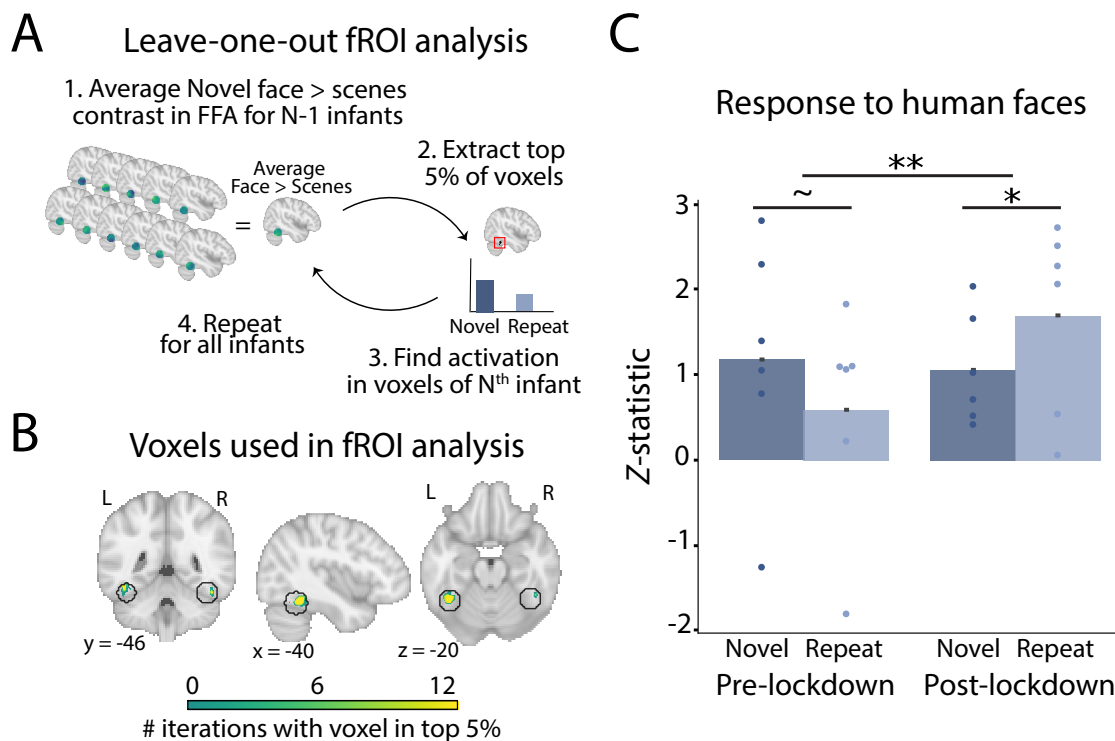 A
Leave-one-out fROI analysis
1. Average Novel face > scenes
contrast in FFA for N-1 infants
Average
Face > Scenes
=
2. Extract top
5% of voxels
Novel Repeat
3. Find activation
in voxels of Nth infant
4. Repeat
for all infants
B
Voxels used in fROI analysis
L R
L R
y = -46
x = -40
z = -20
0 6 12
# iterations with voxel in top 5%
C
Response to human faces
**
~ *
Z-statistic
3
2
1
0
-1
-2
Novel Repeat Novel Repeat
Pre-lockdown Post-lockdown